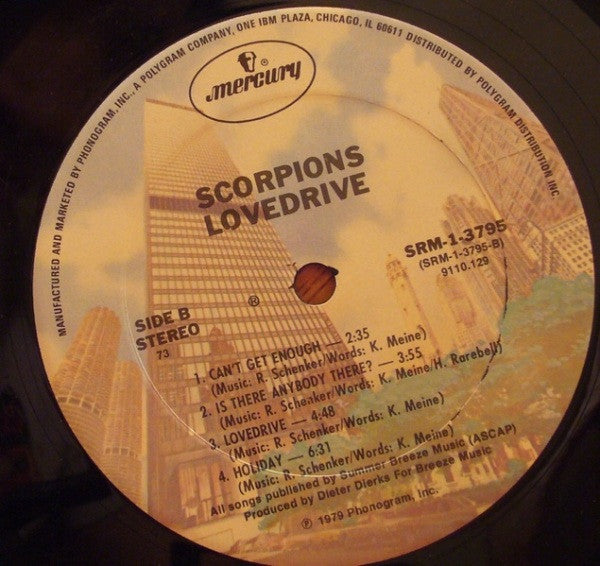 MANUFACTURED AND MARKETED BY PHONOGRAM, INC., A POLYGRAM COMPANY, ONE IBM PLAZA, CHICAGO, IL 60611 DISTRIBUTED BY POLYGRAM DISTRIBUTION INC
mercury
SCORPIONS
LOVEDRIVE
SRM-1-3795
(SRM-1-3795-B)
9110.129
®
SIDE B
STEREO
73
1. CAN'T GET ENOUGH — 2:35
(Music: R. Schenker/Words: K. Meine)
2. IS THERE ANYBODY THERE? — 3:55
(Music: R. Schenker/Words: K. Meine/H. Rarebell)
3. LOVEDRIVE — 4:48
(Music: R. Schenker/Words: K. Meine)
4. HOLIDAY — 6:31
(Music: R. Schenker/Words: K. Meine)
All songs published by Summer Breeze Music (ASCAP)
Produced by Dieter Dierks For Breeze Music
℗ 1979 Phonogram, Inc.